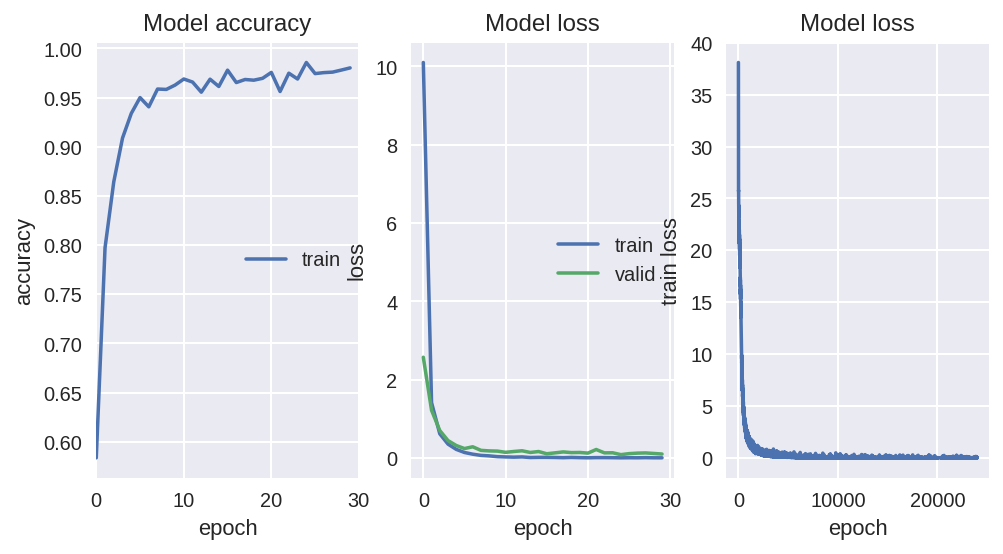 Model accuracy
1.00
0.95
0.90
0.85
0.80
0.75
0.70
0.65
0.60
accuracy
train
0 10 20 30
epoch
Model loss
10
8
6
4
2
0
loss
train
valid
0 10 20 30
epoch
Model loss
40
35
30
25
20
15
10
5
0
train loss
0 10000 20000
epoch